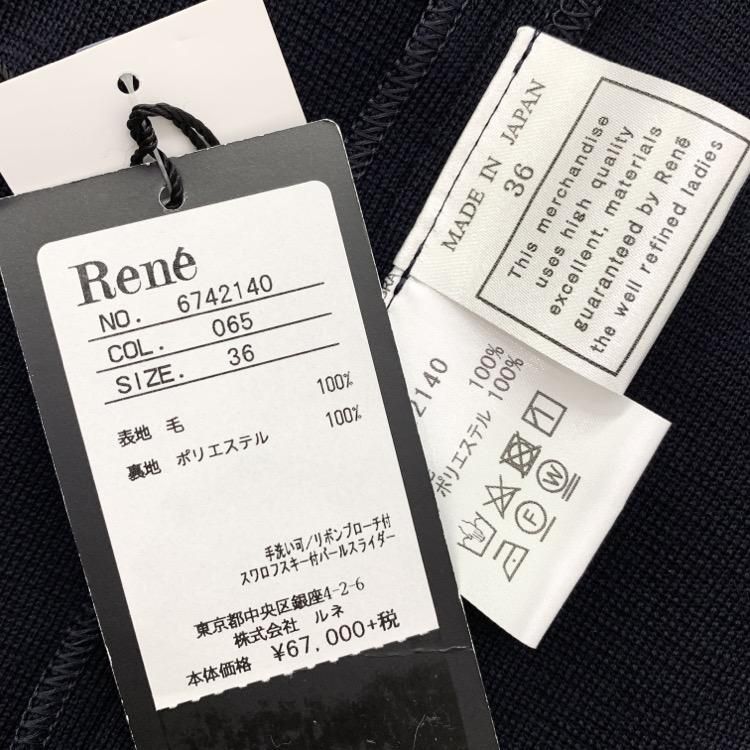 René
NO. 6742140
COL. 065
SIZE. 36
表地 毛 100%
裏地 ポリエステル 100%
手洗い可/リボンブローチ付
スワロフスキー付パールスライダー
東京都中央区銀座4-2-6
株式会社 ルネ
本体価格 ¥67,000+税
MADE IN JAPAN
36
This merchandise
uses high quality
excellent, materials
guaranteed by René
the well refined ladies
2140
100%
ポリエステル 100%
F
W